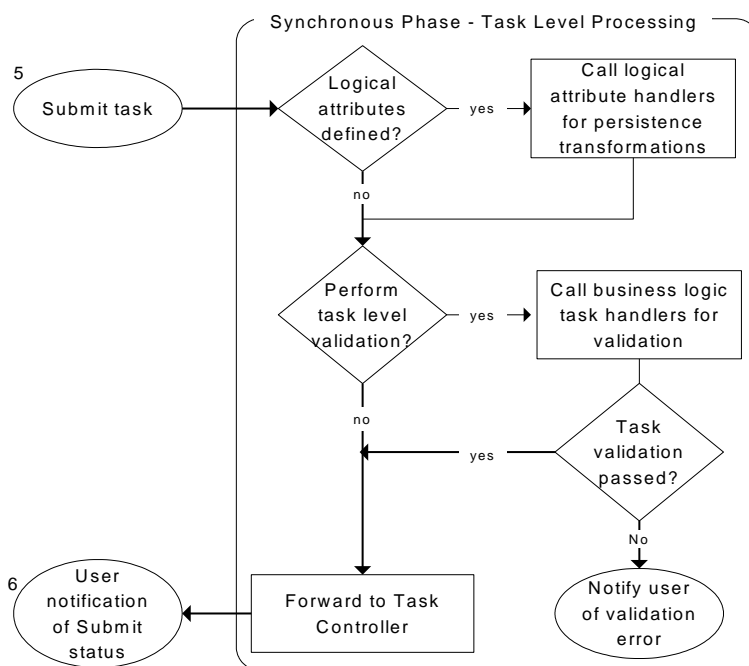 Synchronous Phase - Task Level Processing
5
Submit task
Logical
attributes
defined?
yes
Call logical
attribute handlers
for persistence
transformations
no
Perform
task level
validation?
yes
Call business logic
task handlers for
validation
no
Task
validation
passed?
yes
No
6
User
notification
of Submit
status
Forward to Task
Controller
Notify user
of validation
error